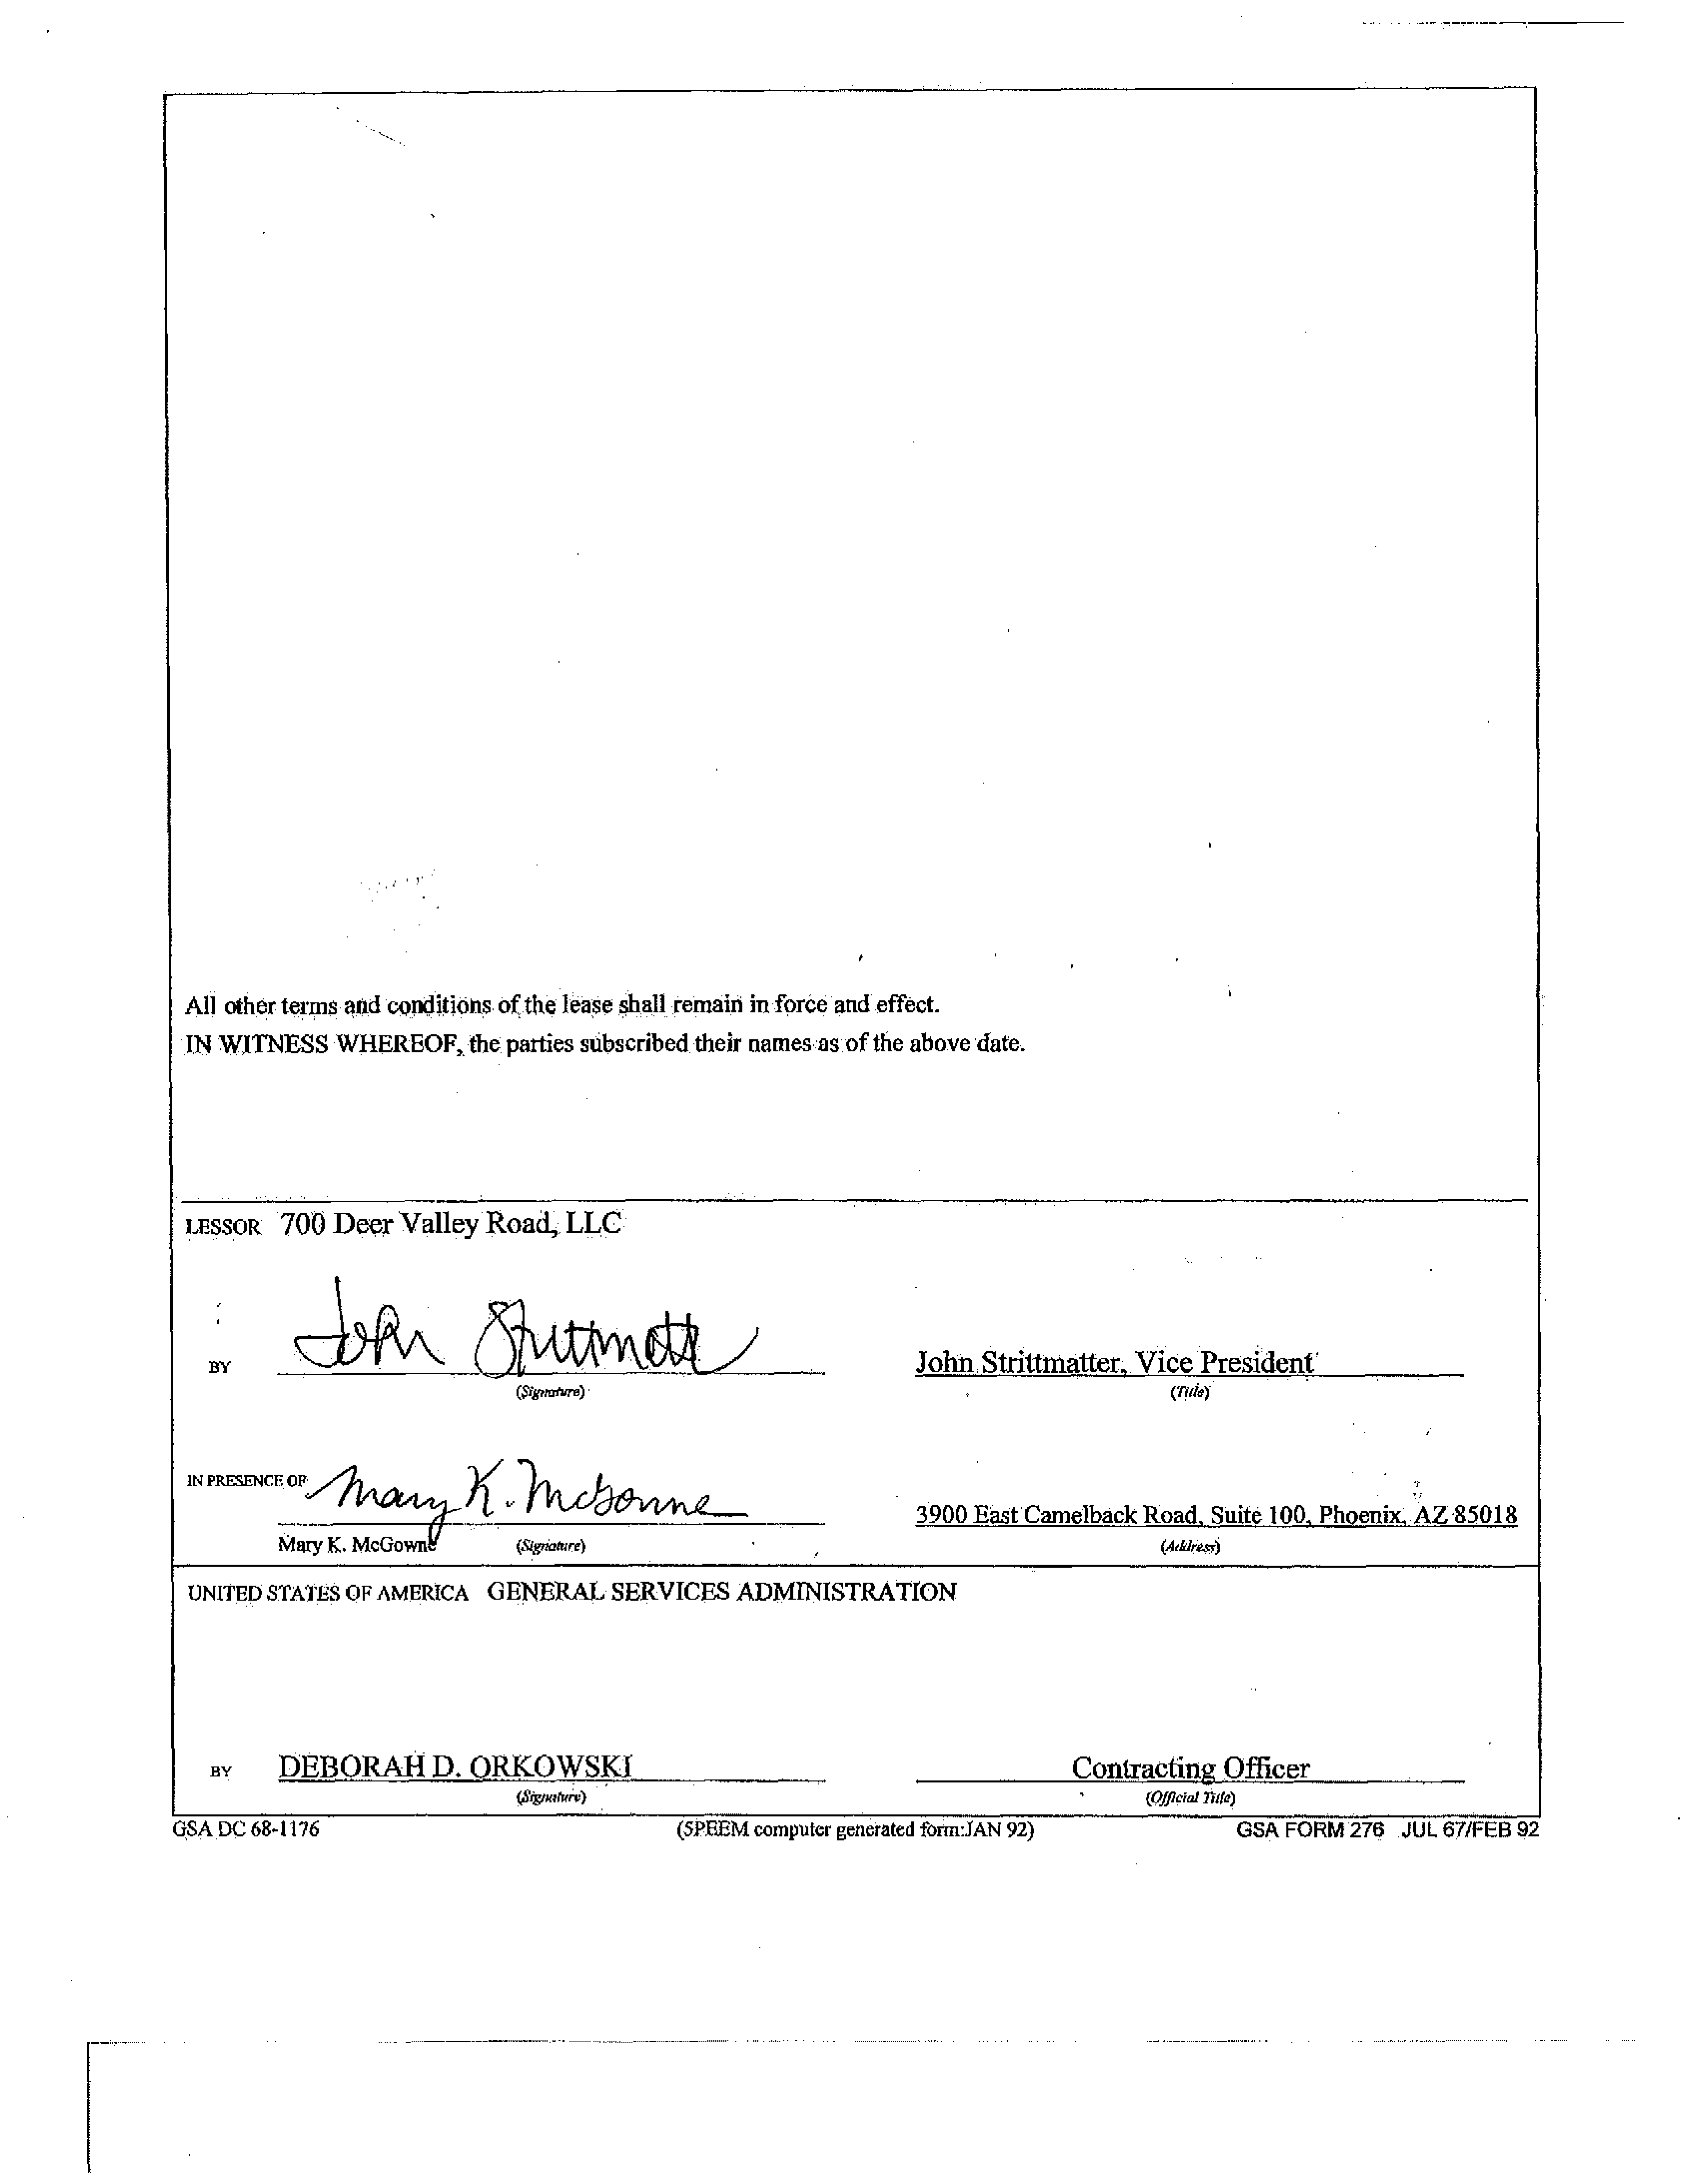 All other terms and conditions of the lease shall remain in force and effect.
IN WITNESS WHEREOF, the parties subscribed their names as of the above date.
LESSOR 700 Deer Valley Road, LLC
BY John Strittmatter John Strittmatter, Vice President
(Signature) (Title)
IN PRESENCE OF Mary K. McGowne 3900 East Camelback Road, Suite 100, Phoenix, AZ 85018
Mary K. McGowne (Signature) (Address)
UNITED STATES OF AMERICA GENERAL SERVICES ADMINISTRATION
BY DEBORAH D. ORKOWSKI Contracting Officer
(Signature) (Official Title)
GSA DC 68-1176 (SPEEM computer generated form:JAN 92) GSA FORM 276 JUL 67/FEB 92